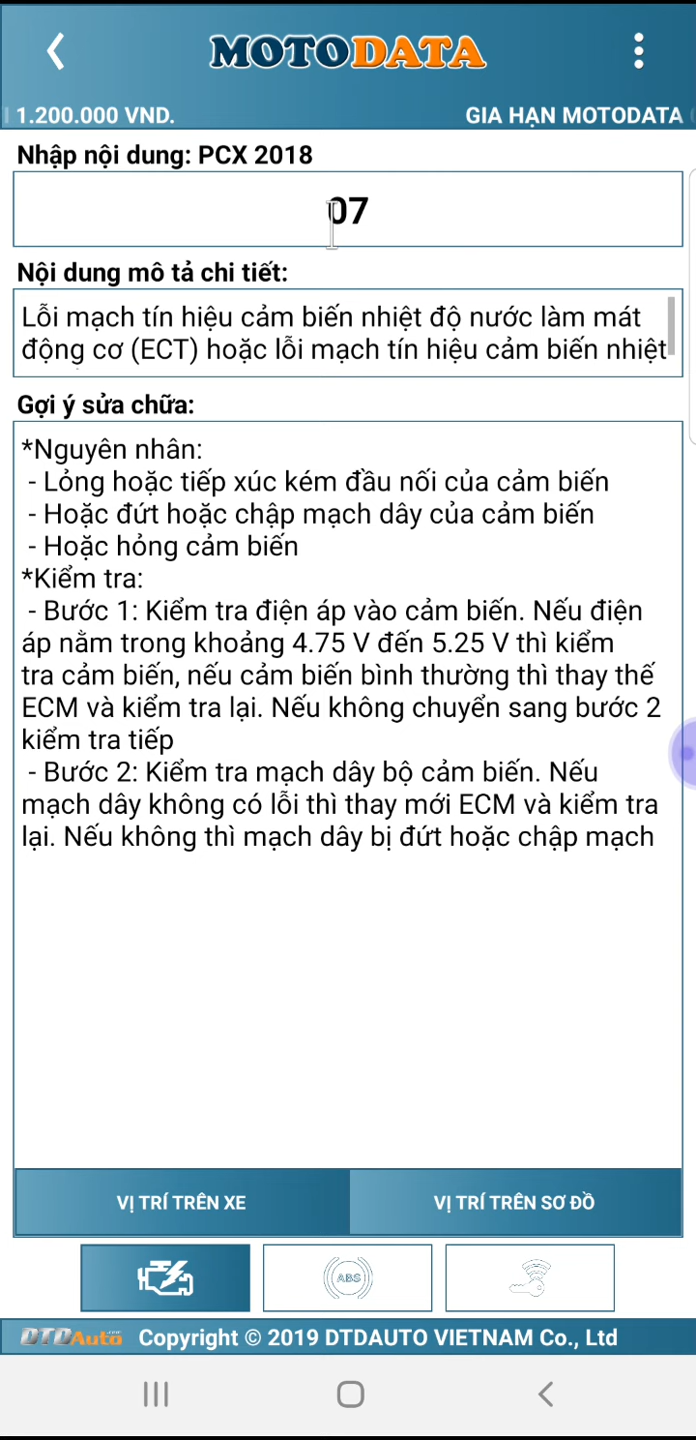 MOTODATA
1.200.000 VND.
GIA HẠN MOTODATA
Nhập nội dung: PCX 2018
07
Nội dung mô tả chi tiết:
Lỗi mạch tín hiệu cảm biến nhiệt độ nước làm mát
động cơ (ECT) hoặc lỗi mạch tín hiệu cảm biến nhiệt
Gợi ý sửa chữa:
*Nguyên nhân:
- Lỏng hoặc tiếp xúc kém đầu nối của cảm biến
- Hoặc đứt hoặc chập mạch dây của cảm biến
- Hoặc hỏng cảm biến
*Kiểm tra:
- Bước 1: Kiểm tra điện áp vào cảm biến. Nếu điện
áp nằm trong khoảng 4.75 V đến 5.25 V thì kiểm
tra cảm biến, nếu cảm biến bình thường thì thay thế
ECM và kiểm tra lại. Nếu không chuyển sang bước 2
kiểm tra tiếp
- Bước 2: Kiểm tra mạch dây bộ cảm biến. Nếu
mạch dây không có lỗi thì thay mới ECM và kiểm tra
lại. Nếu không thì mạch dây bị đứt hoặc chập mạch
VỊ TRÍ TRÊN XE
VỊ TRÍ TRÊN SƠ ĐỒ
ABS
DTDAuto Copyright © 2019 DTDAUTO VIETNAM Co., Ltd